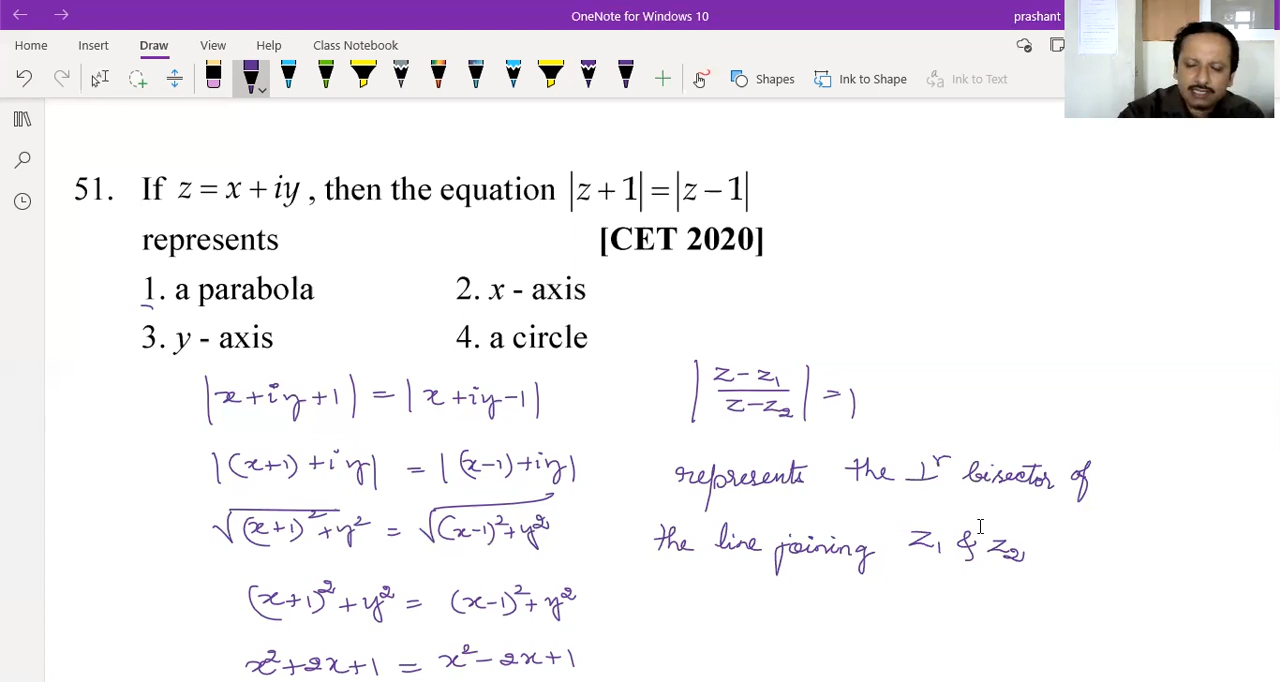 OneNote for Windows 10
prashant
Home Insert Draw View Help Class Notebook
Shapes Ink to Shape Ink to Text
51. If z = x + iy , then the equation |z + 1| = |z − 1|
represents [CET 2020]
1. a parabola 2. x - axis
3. y - axis 4. a circle
|x+iy+1| = |x+iy-1|
|(x+1)+iy| = |(x-1)+iy|
√((x+1)²+y²) = √((x-1)²+y²)
(x+1)²+y² = (x-1)²+y²
x²+2x+1 = x²-2x+1
|(z-z₁)/(z-z₂)| = 1
represents the ⊥r bisector of
the line joining z₁ & z₂